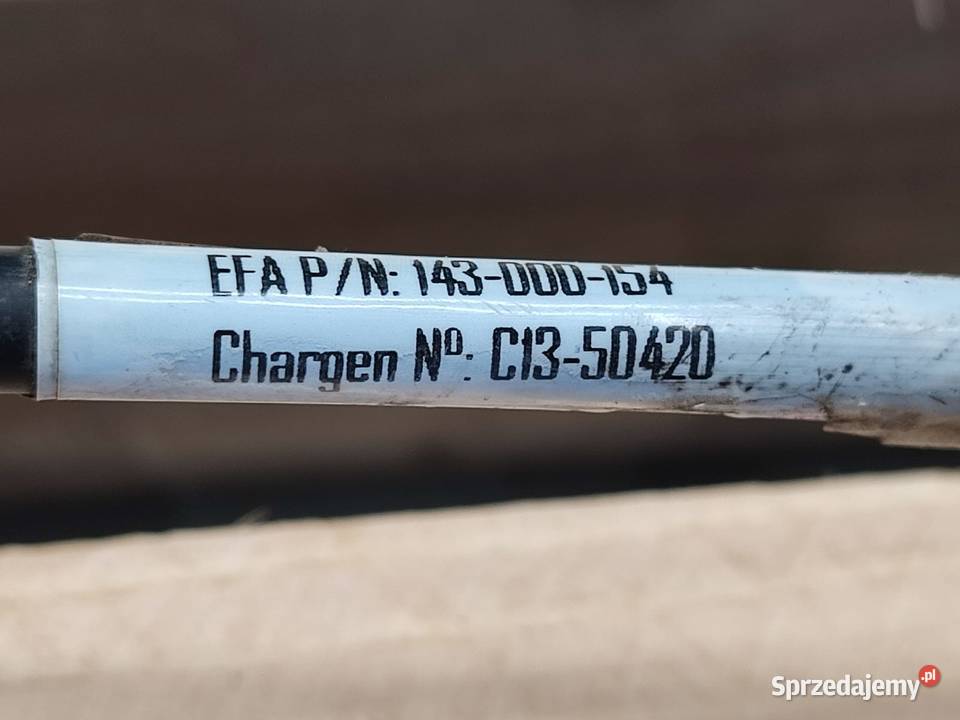 EFA P/N: 143-000-154
Chargen Nº: C13-50420
Sprzedajemy.pl